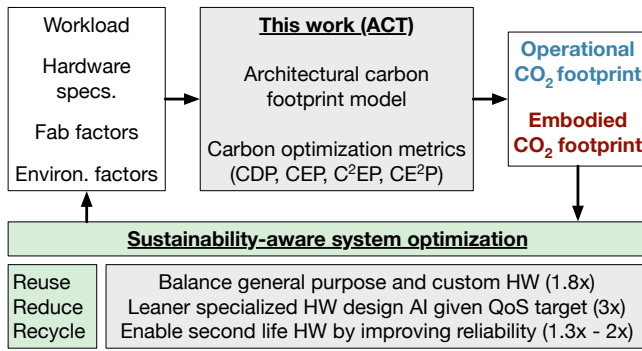 Workload
Hardware
specs.
Fab factors
Environ. factors
This work (ACT)
Architectural carbon
footprint model
Carbon optimization metrics
(CDP, CEP, C²EP, CE²P)
Operational
CO₂ footprint
Embodied
CO₂ footprint
Sustainability-aware system optimization
Reuse
Balance general purpose and custom HW (1.8x)
Reduce
Leaner specialized HW design AI given QoS target (3x)
Recycle
Enable second life HW by improving reliability (1.3x - 2x)